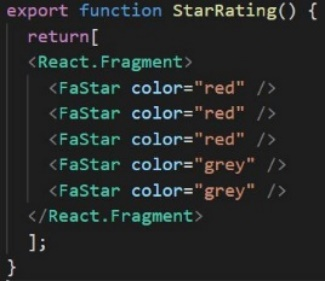 export function StarRating() {
return[
<React.Fragment>
<FaStar color="red" />
<FaStar color="red" />
<FaStar color="red" />
<FaStar color="grey" />
<FaStar color="grey" />
</React.Fragment>
];
}